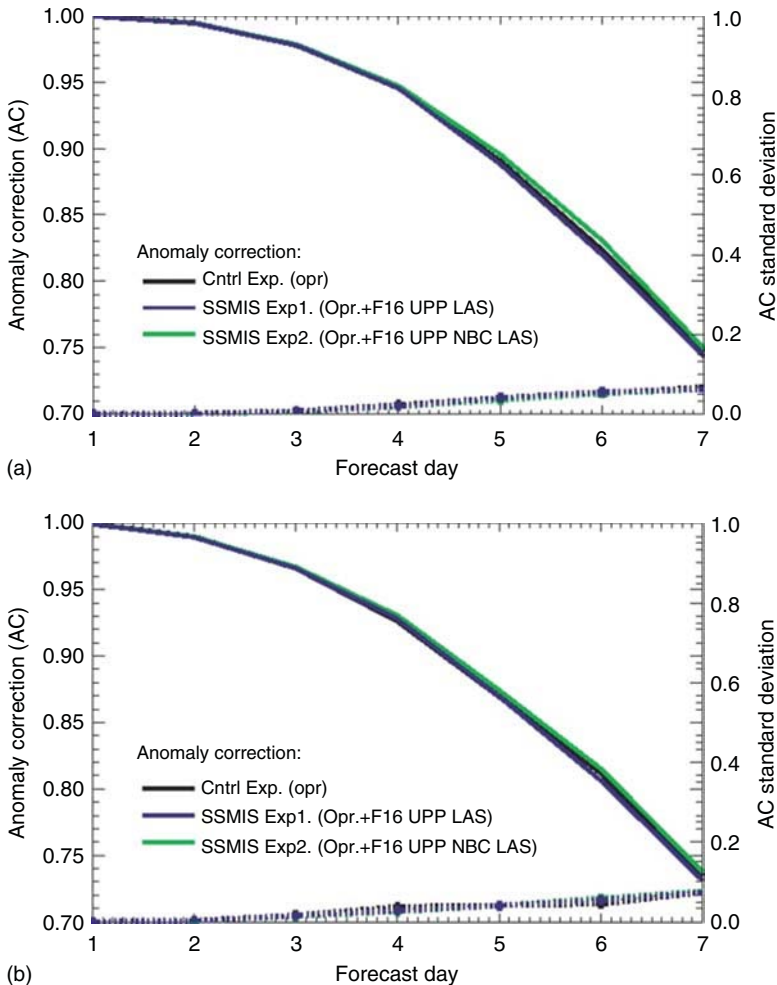 1.00
0.95
0.90
0.85
0.80
0.75
0.70
Anomaly correction (AC)
1.0
0.8
0.6
0.4
0.2
0.0
AC standard deviation
Anomaly correction:
Cntrl Exp. (opr)
SSMIS Exp1. (Opr.+F16 UPP LAS)
SSMIS Exp2. (Opr.+F16 UPP NBC LAS)
1 2 3 4 5 6 7
(a) Forecast day
1.00
0.95
0.90
0.85
0.80
0.75
0.70
Anomaly correction (AC)
1.0
0.8
0.6
0.4
0.2
0.0
AC standard deviation
Anomaly correction:
Cntrl Exp. (opr)
SSMIS Exp1. (Opr.+F16 UPP LAS)
SSMIS Exp2. (Opr.+F16 UPP NBC LAS)
1 2 3 4 5 6 7
(b) Forecast day